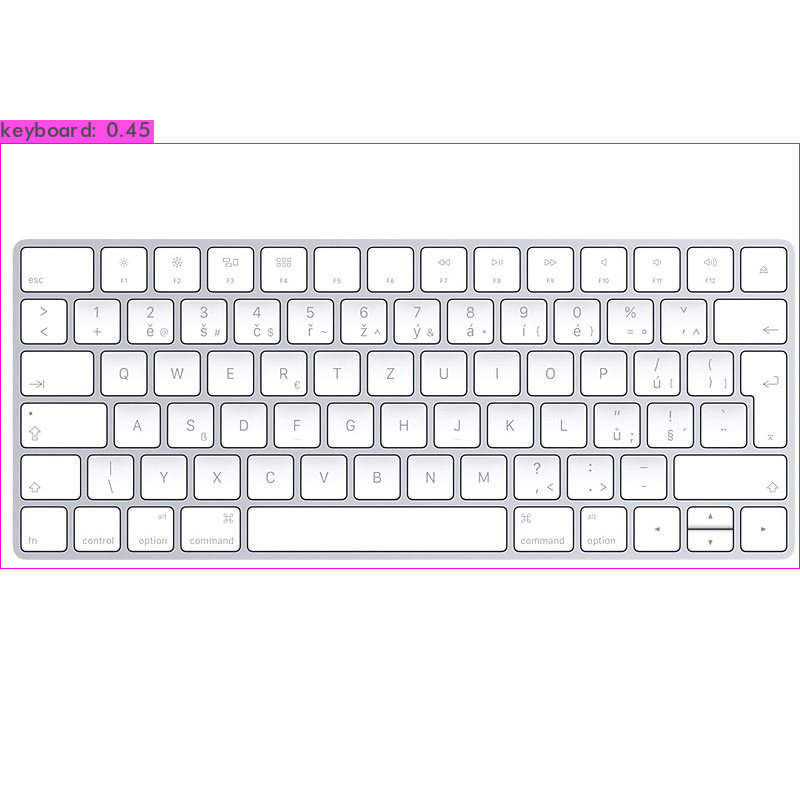 keyboard: 0.45
esc F1 F2 F3 F4 F5 F6 F7 F8 F9 F10 F11 F12
> 1 2 3 4 5 6 7 8 9 0 % ˇ
< + ě @ š # č $ ř ~ ž ^ ý & á * í { é } = ° ' ^
Q W E R € T Z U I O P / ú [ ( ) ]
A S ß D F G H J K L " ů ; ! § ´ ` ¨
| \ Y X C V B N M ? , < : . > – -
alt ⌘ ⌘ alt
fn control option command command option